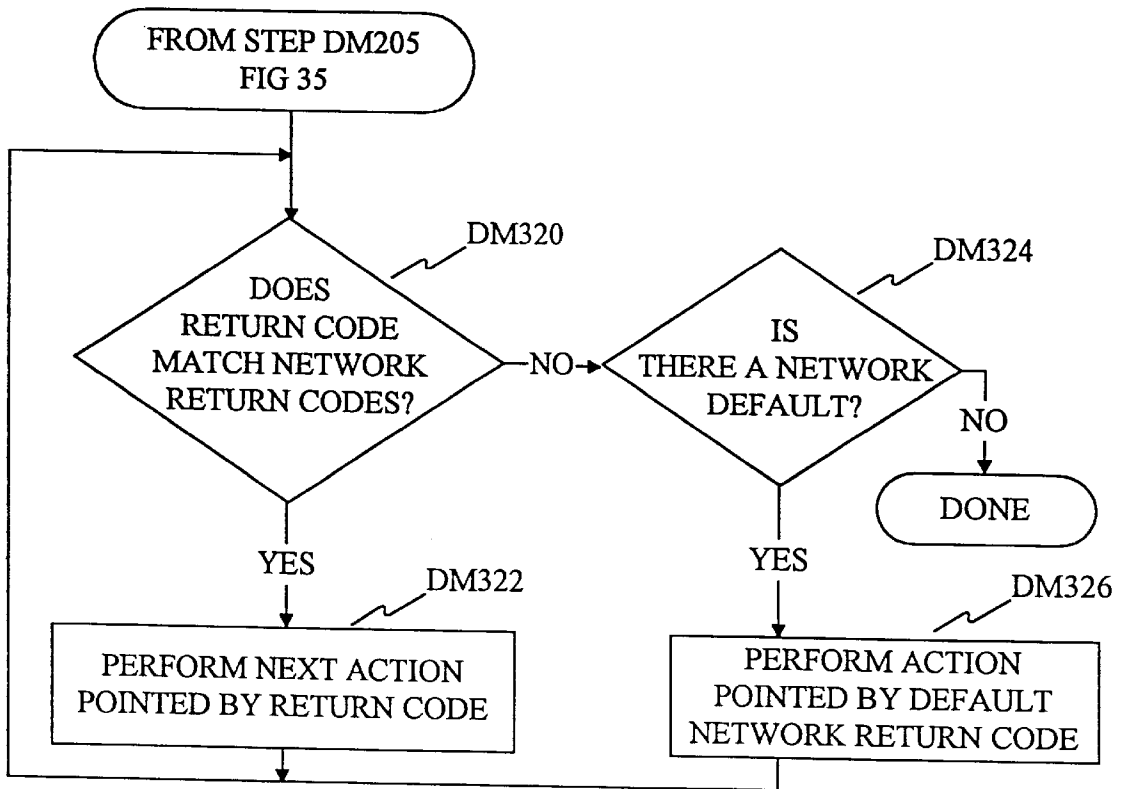 FROM STEP DM205
FIG 35
DM320
DOES
RETURN CODE
MATCH NETWORK
RETURN CODES?
NO
DM324
IS
THERE A NETWORK
DEFAULT?
NO
DONE
YES
DM322
PERFORM NEXT ACTION
POINTED BY RETURN CODE
YES
DM326
PERFORM ACTION
POINTED BY DEFAULT
NETWORK RETURN CODE